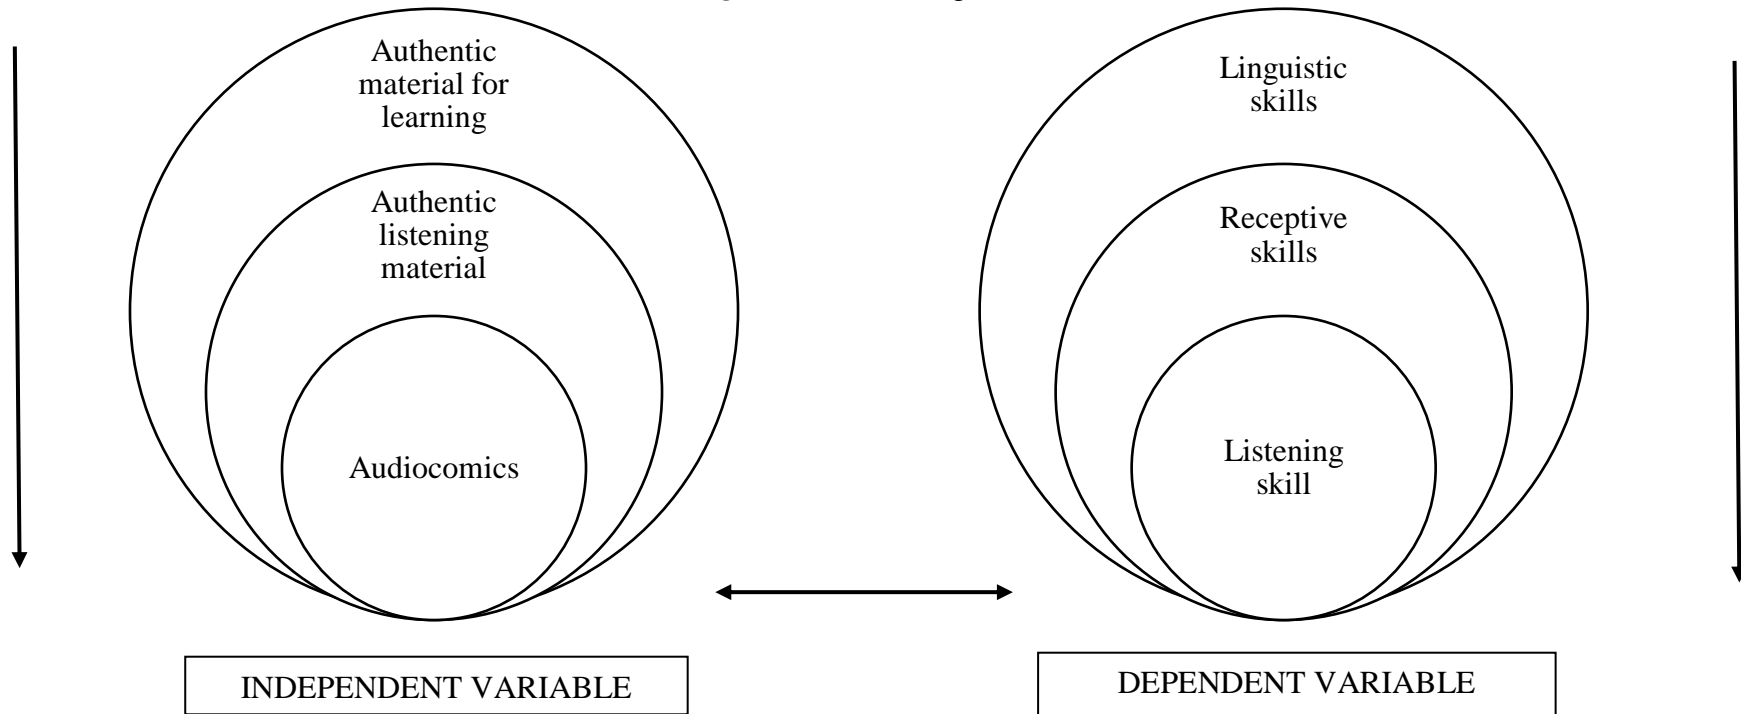 Authentic
material for
learning
Authentic
listening
material
Audiocomics
Linguistic
skills
Receptive
skills
Listening
skill
INDEPENDENT VARIABLE
DEPENDENT VARIABLE